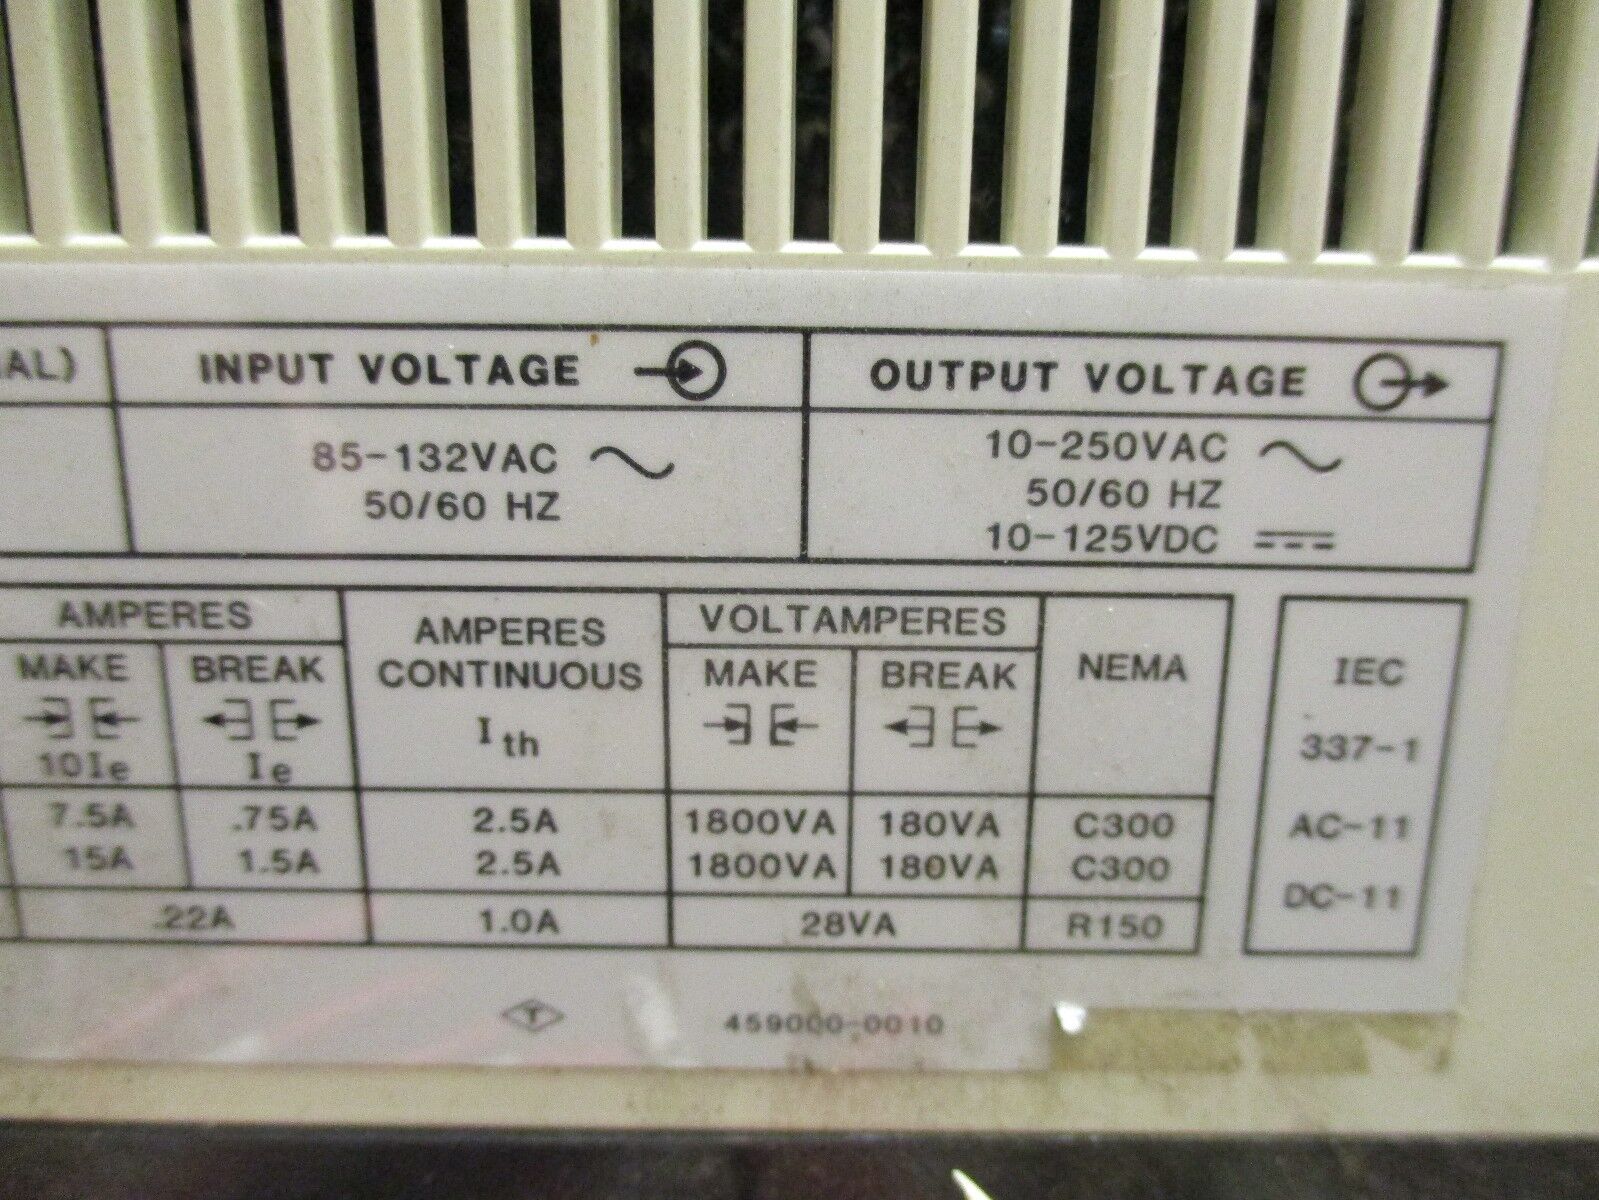 IAL) INPUT VOLTAGE OUTPUT VOLTAGE
85-132VAC 10-250VAC
50/60 HZ 50/60 HZ
10-125VDC
AMPERES AMPERES CONTINUOUS VOLTAMPERES NEMA IEC
MAKE BREAK MAKE BREAK
10Ie Ie Ith 337-1
7.5A .75A 2.5A 1800VA 180VA C300 AC-11
15A 1.5A 2.5A 1800VA 180VA C300
.22A 1.0A 28VA R150 DC-11
T 459000-0010